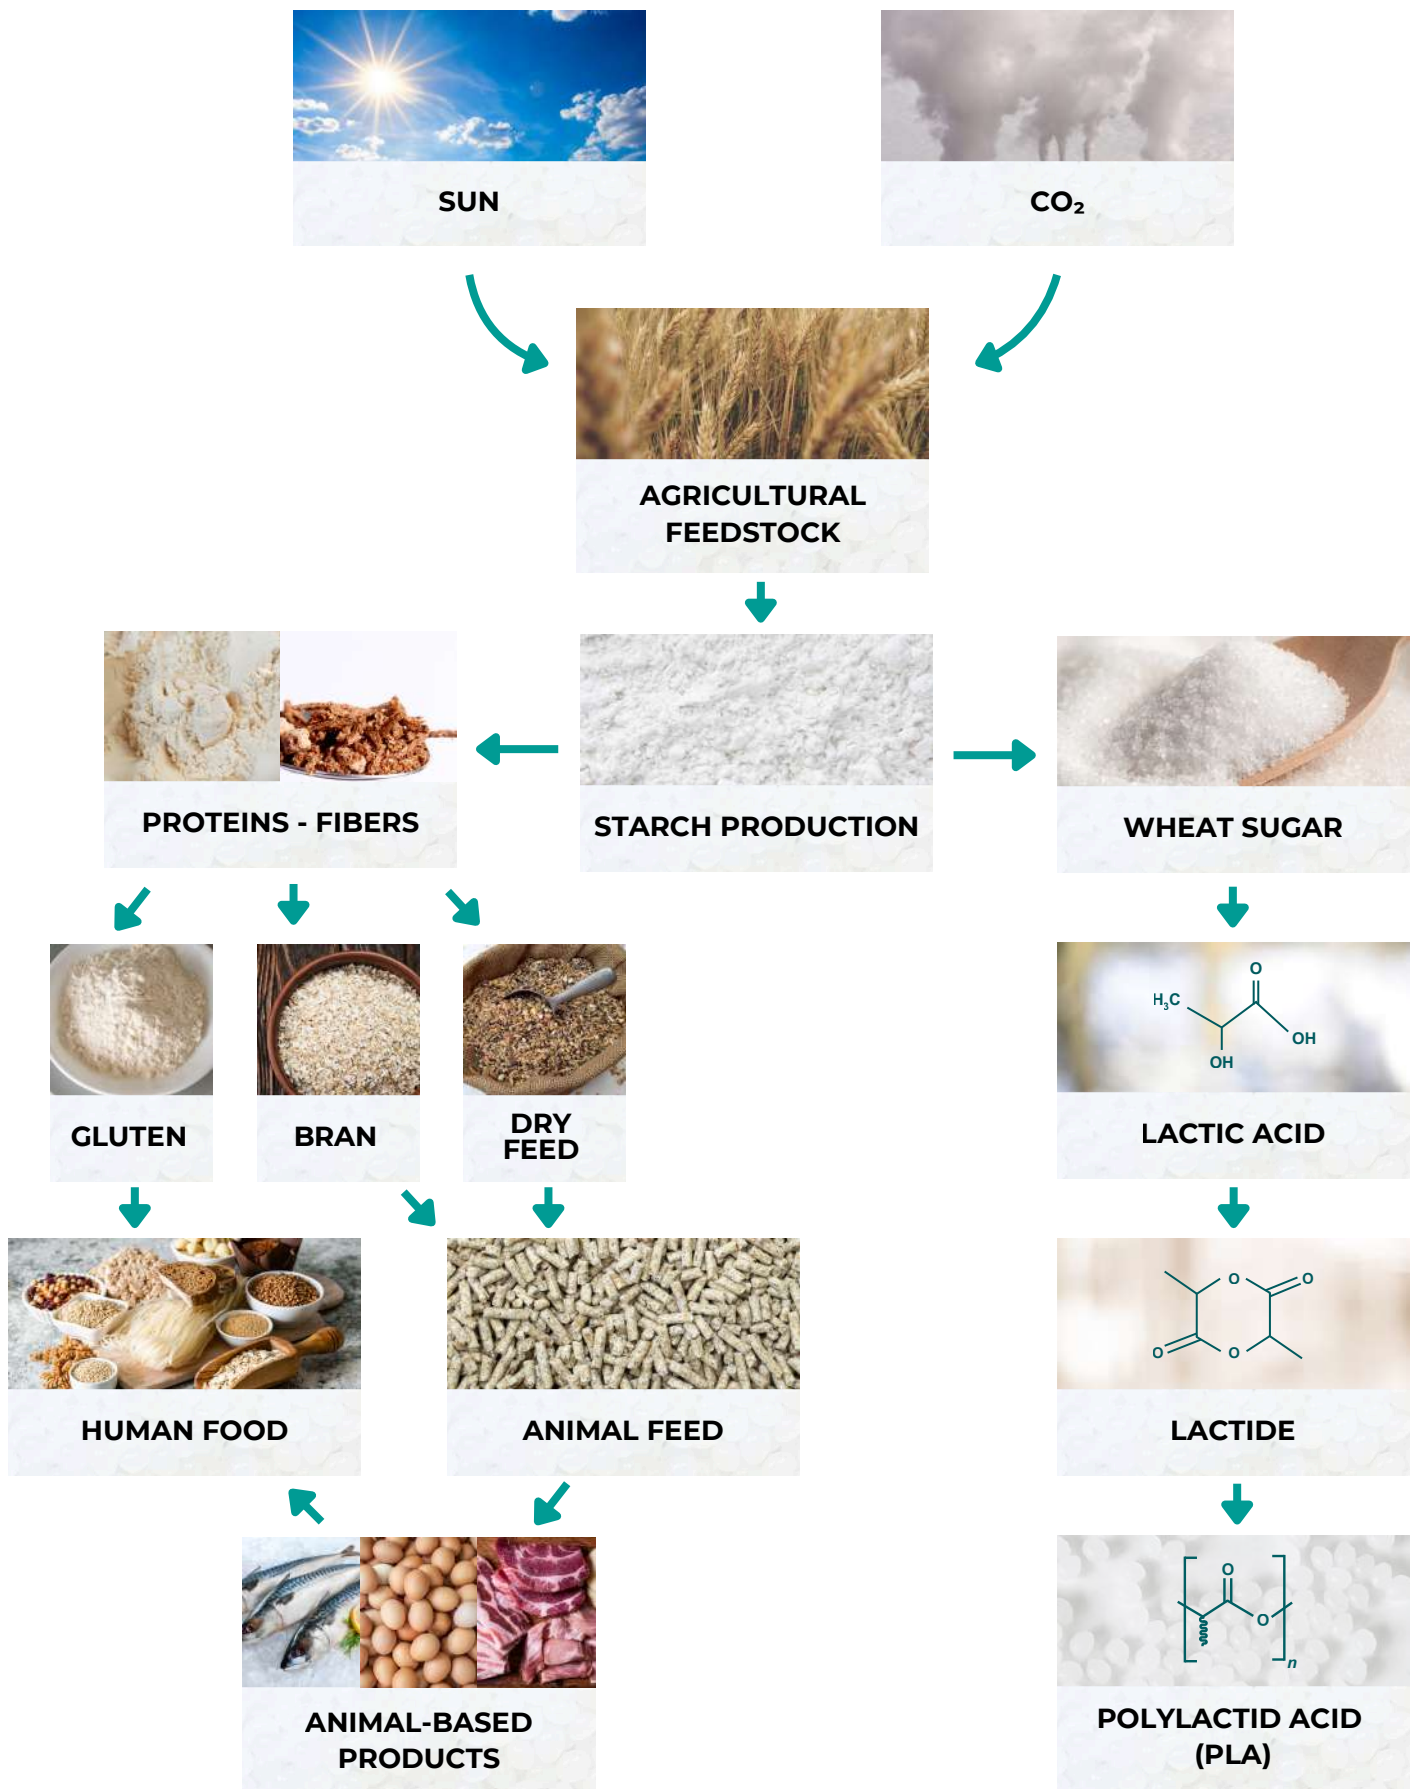 SUN
CO₂
AGRICULTURAL
FEEDSTOCK
PROTEINS - FIBERS
STARCH PRODUCTION
WHEAT SUGAR
GLUTEN
BRAN
DRY
FEED
O
H₃C
OH
OH
LACTIC ACID
HUMAN FOOD
ANIMAL FEED
O
O
O
O
LACTIDE
ANIMAL-BASED
PRODUCTS
O
O
n
POLYLACTID ACID
(PLA)